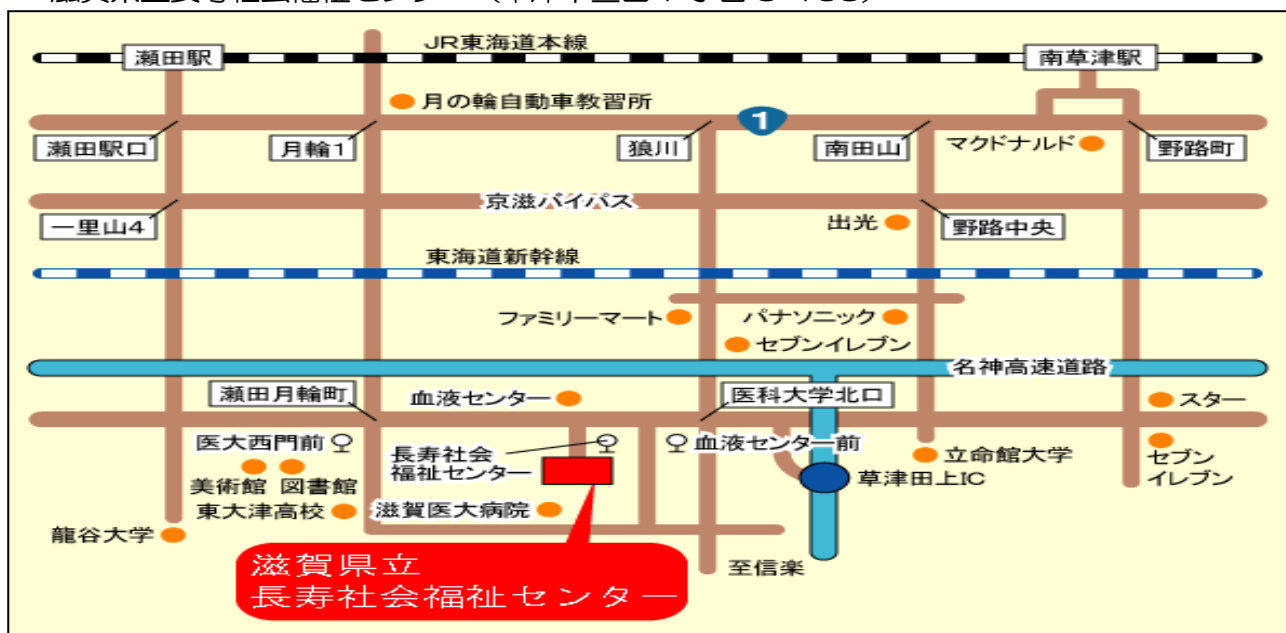 JR東海道本線
瀬田駅
南草津駅
月の輪自動車教習所
1
瀬田駅口
月輪1
狼川
南田山
マクドナルド
野路町
京滋バイパス
一里山4
出光
野路中央
東海道新幹線
ファミリーマート
パナソニック
セブンイレブン
名神高速道路
瀬田月輪町
血液センター
医科大学北口
スター
医大西門前
長寿社会
福祉センター
血液センター前
立命館大学
セブン
イレブン
美術館
図書館
草津田上IC
東大津高校
滋賀医大病院
龍谷大学
滋賀県立
長寿社会福祉センター
至信楽